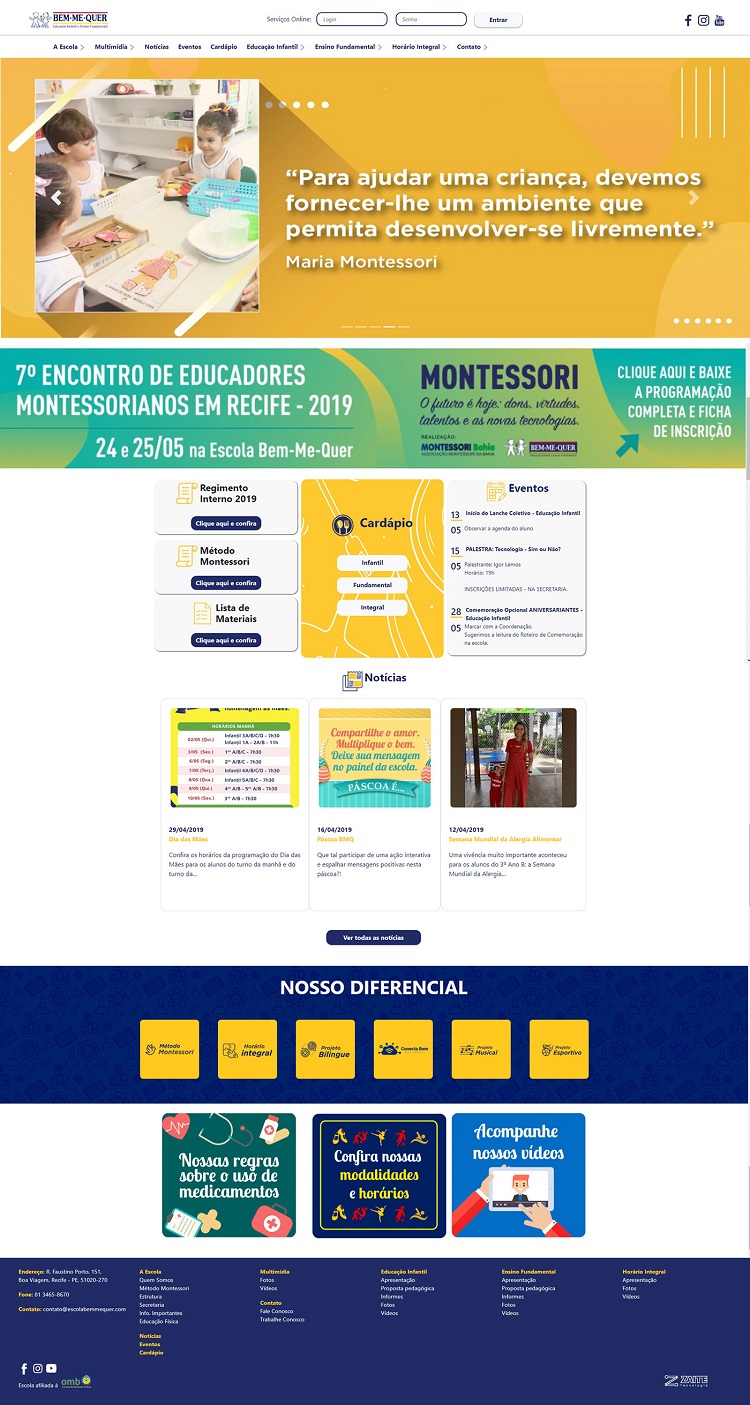 BEM-ME-QUER
Educação Infantil e Ensino Fundamental
Serviços Online:
Login
Senha
Entrar
A Escola
Multimídia
Notícias
Eventos
Cardápio
Educação Infantil
Ensino Fundamental
Horário Integral
Contato
“Para ajudar uma criança, devemos
fornecer-lhe um ambiente que
permita desenvolver-se livremente.”
Maria Montessori
7º ENCONTRO DE EDUCADORES
MONTESSORIANOS EM RECIFE - 2019
24 e 25/05 na Escola Bem-Me-Quer
MONTESSORI
O futuro é hoje: dons, virtudes,
talentos e as novas tecnologias.
REALIZAÇÃO:
MONTESSORI Bahia
ASSOCIAÇÃO MONTESSORI DA BAHIA
BEM-ME-QUER
CLIQUE AQUI E BAIXE
A PROGRAMAÇÃO
COMPLETA E FICHA
DE INSCRIÇÃO
Regimento
Interno 2019
Clique aqui e confira
Método
Montessori
Clique aqui e confira
Lista de
Materiais
Clique aqui e confira
Cardápio
Infantil
Fundamental
Integral
Eventos
13
05
Início do Lanche Coletivo - Educação Infantil
Observar a agenda do aluno
15
05
PALESTRA: Tecnologia - Sim ou Não?
Palestrante: Igor Lemos
Horário: 19h
INSCRIÇÕES LIMITADAS - NA SECRETARIA.
28
05
Comemoração Opcional ANIVERSARIANTES -
Educação Infantil
Marcar com a Coordenação.
Sugerimos a leitura do Roteiro de Comemoração
na escola.
Notícias
homenagem às mães.
HORÁRIOS MANHÃ
02/05 (Qui.) Infantil 3A/B/C/D - 7h30
Infantil 1A - 2A/B - 11h
3/05 (Sex.) 1ºs A/B/C - 7h30
6/05 (Seg.) 2ºs A/B/C - 7h30
7/05 (Terç.) Infantil 4A/B/C/D - 7h30
8/05 (Qua.) Infantil 5A/B/C - 7h30
9/05 (Qui.) 4ºs A/B - 5ºs A/B - 7h30
10/05 (Sex.) 3ºs A/B - 7h30
29/04/2019
Dia das Mães
Confira os horários da programação do Dia das
Mães para os alunos do turno da manhã e do
turno da...
Compartilhe o amor.
Multiplique o bem.
Deixe sua mensagem
no painel da escola.
PÁSCOA É...
16/04/2019
Páscoa BMQ
Que tal participar de uma ação interativa
e espalhar mensagens positivas nesta
páscoa?!
12/04/2019
Semana Mundial da Alergia Alimentar
Uma vivência muito importante aconteceu
para os alunos do 3º Ano B: a Semana
Mundial da Alergia...
Ver todas as notícias
NOSSO DIFERENCIAL
Método
Montessori
Horário
integral
Projeto
Bilíngue
Conecta Bem
Projeto
Musical
Projeto
Esportivo
Nossas regras
sobre o uso de
medicamentos
Confira nossas
modalidades
e horários
Acompanhe
nossos vídeos
Endereço: R. Faustino Porto, 151,
Boa Viagem, Recife - PE, 51020-270
Fone: 81 3465-8670
Contato: contato@escolabemmequer.com
A Escola
Quem Somos
Método Montessori
Estrutura
Secretaria
Info. Importantes
Educação Física
Notícias
Eventos
Cardápio
Multimídia
Fotos
Vídeos
Contato
Fale Conosco
Trabalhe Conosco
Educação Infantil
Apresentação
Proposta pedagógica
Informes
Fotos
Vídeos
Ensino Fundamental
Apresentação
Proposta pedagógica
Informes
Fotos
Vídeos
Horário Integral
Apresentação
Fotos
Vídeos
Escola afiliada à
omb
ZAITE
Tecnologia